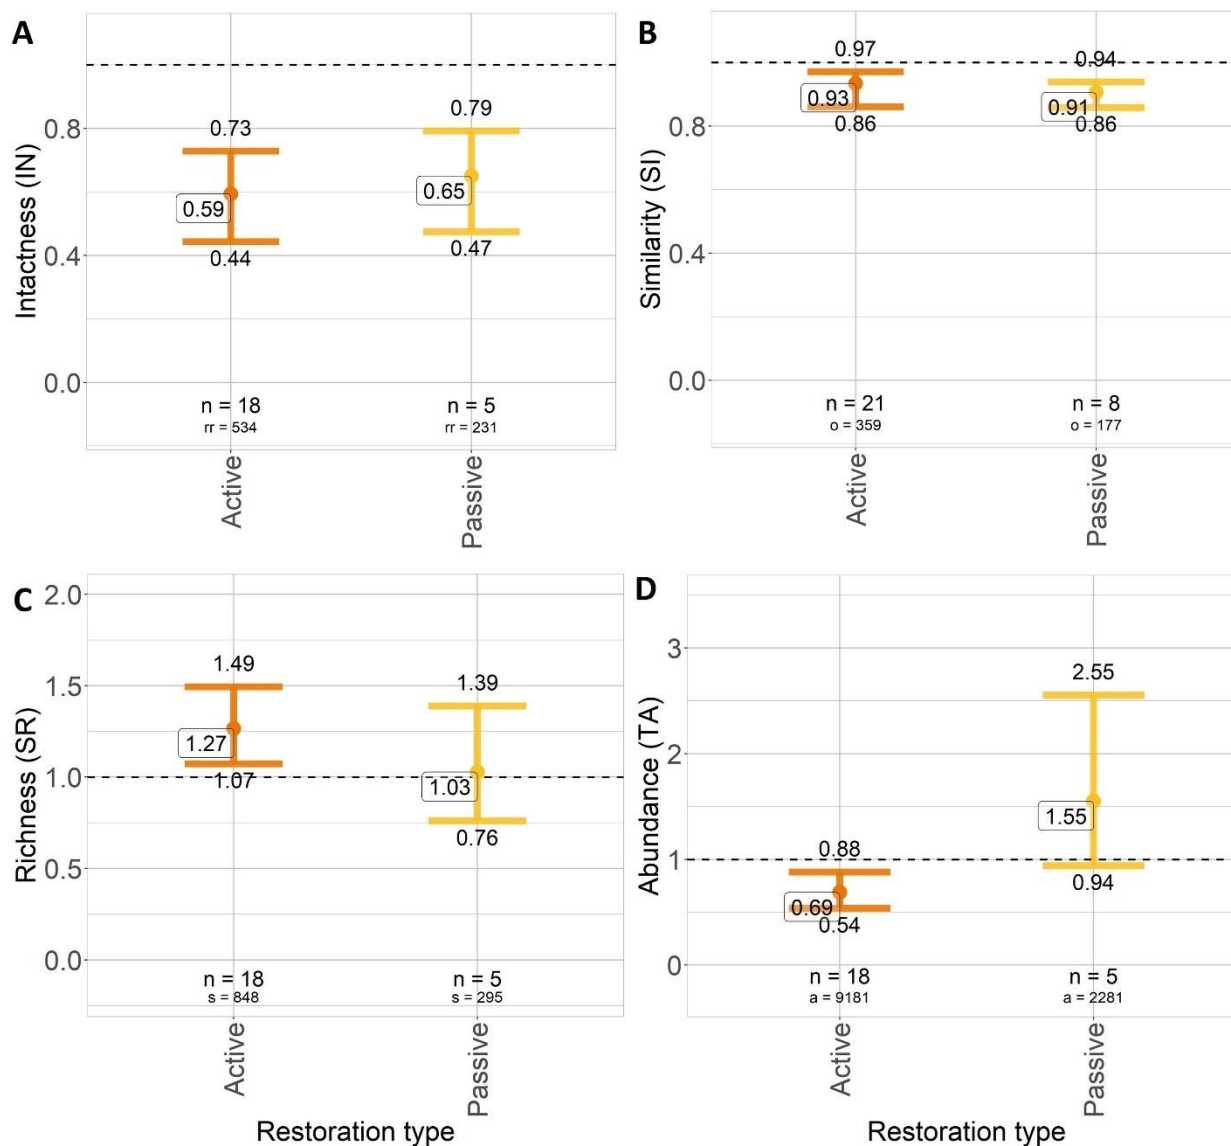 A
Intactness (IN)
0.8
0.4
0.0
0.73
0.59
0.44
0.79
0.65
0.47
n = 18
rr = 534
n = 5
rr = 231
Active
Passive
B
Similarity (SI)
0.8
0.4
0.0
0.97
0.93
0.86
0.94
0.91
0.86
n = 21
o = 359
n = 8
o = 177
Active
Passive
C
Richness (SR)
2.0
1.5
1.0
0.5
0.0
1.49
1.27
1.07
1.39
1.03
0.76
n = 18
s = 848
n = 5
s = 295
Active
Passive
Restoration type
D
Abundance (TA)
3
2
1
0
0.88
0.69
0.54
2.55
1.55
0.94
n = 18
a = 9181
n = 5
a = 2281
Active
Passive
Restoration type